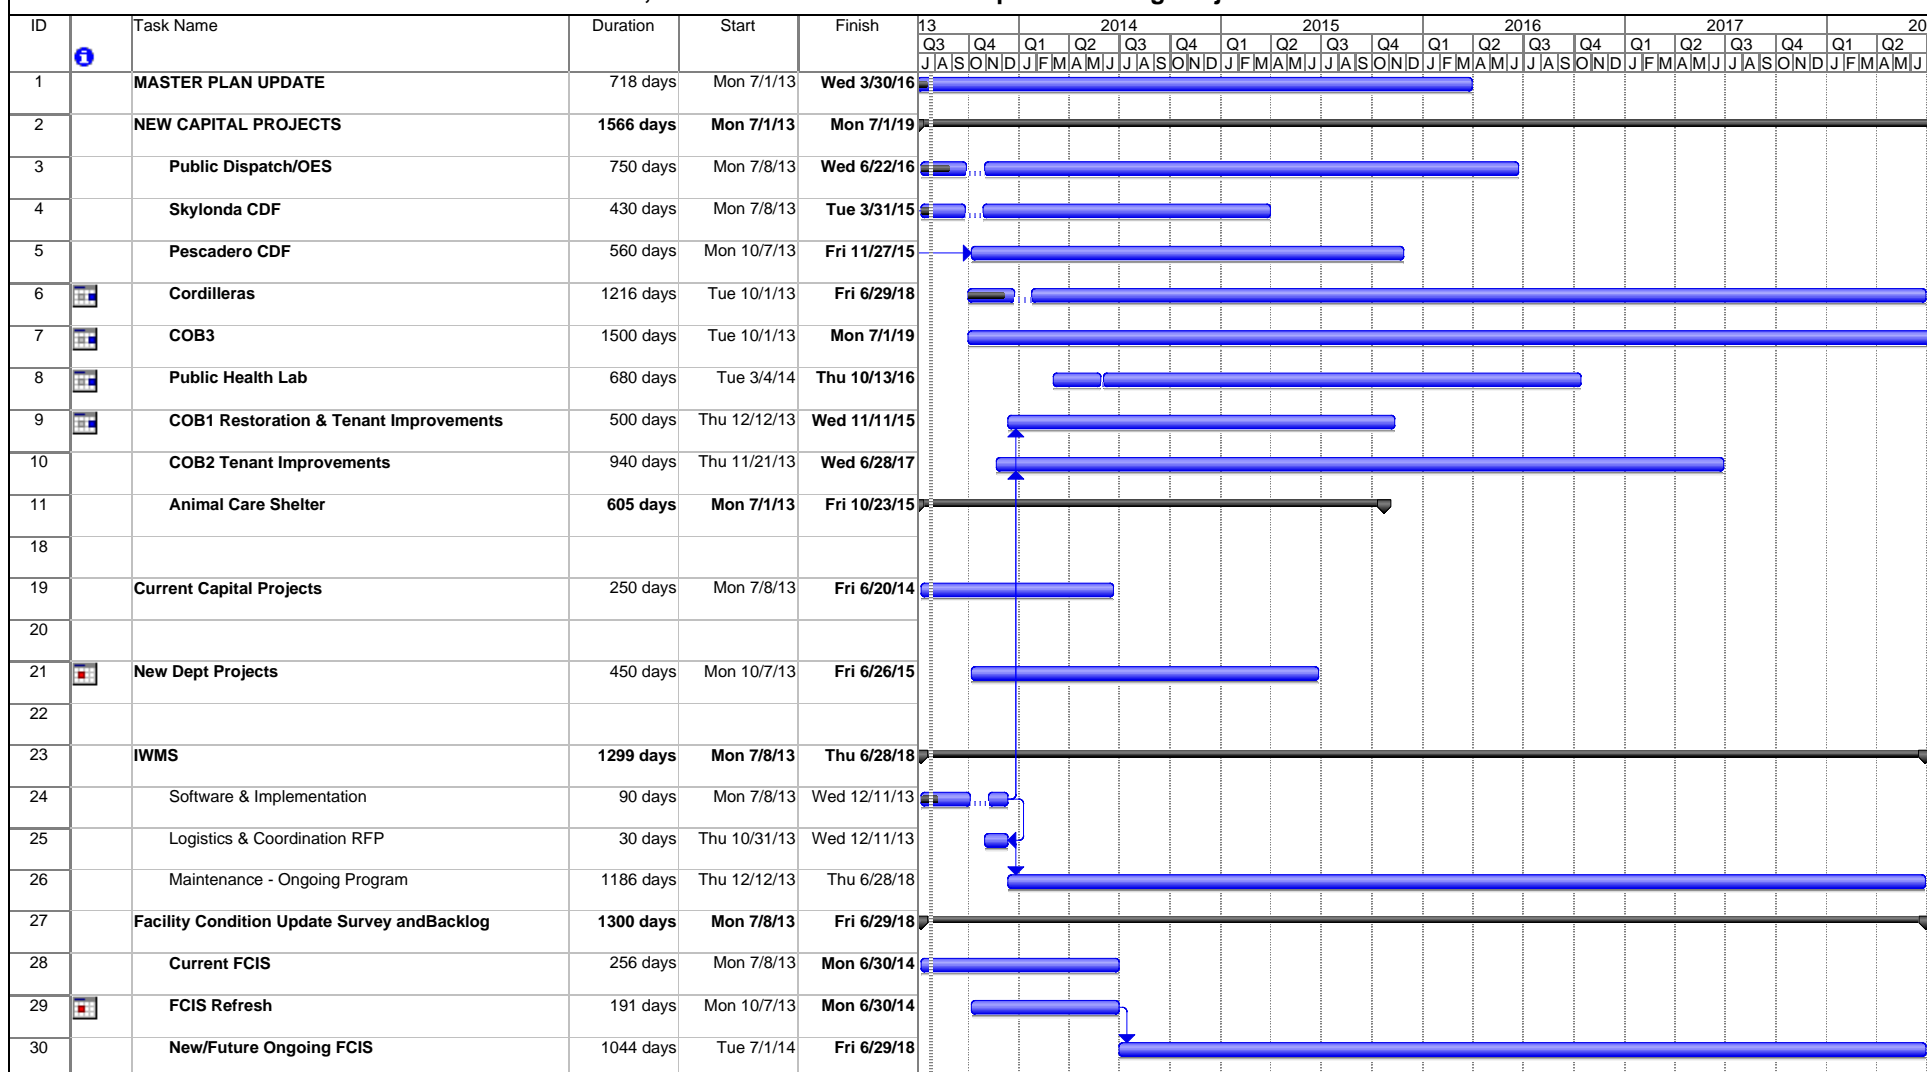 ID Task Name Duration Start Finish 13 2014 2015 2016 2017 20
Q3 Q4 Q1 Q2 Q3 Q4 Q1 Q2 Q3 Q4 Q1 Q2 Q3 Q4 Q1 Q2 Q3 Q4 Q1 Q2
J A S O N D J F M A M J J A S O N D J F M A M J J A S O N D J F M A M J J A S O N D J F M A M J J A S O N D J F M A M J
1 MASTER PLAN UPDATE 718 days Mon 7/1/13 Wed 3/30/16
2 NEW CAPITAL PROJECTS 1566 days Mon 7/1/13 Mon 7/1/19
3 Public Dispatch/OES 750 days Mon 7/8/13 Wed 6/22/16
4 Skylonda CDF 430 days Mon 7/8/13 Tue 3/31/15
5 Pescadero CDF 560 days Mon 10/7/13 Fri 11/27/15
6 Cordilleras 1216 days Tue 10/1/13 Fri 6/29/18
7 COB3 1500 days Tue 10/1/13 Mon 7/1/19
8 Public Health Lab 680 days Tue 3/4/14 Thu 10/13/16
9 COB1 Restoration & Tenant Improvements 500 days Thu 12/12/13 Wed 11/11/15
10 COB2 Tenant Improvements 940 days Thu 11/21/13 Wed 6/28/17
11 Animal Care Shelter 605 days Mon 7/1/13 Fri 10/23/15
18
19 Current Capital Projects 250 days Mon 7/8/13 Fri 6/20/14
20
21 New Dept Projects 450 days Mon 10/7/13 Fri 6/26/15
22
23 IWMS 1299 days Mon 7/8/13 Thu 6/28/18
24 Software & Implementation 90 days Mon 7/8/13 Wed 12/11/13
25 Logistics & Coordination RFP 30 days Thu 10/31/13 Wed 12/11/13
26 Maintenance - Ongoing Program 1186 days Thu 12/12/13 Thu 6/28/18
27 Facility Condition Update Survey andBacklog 1300 days Mon 7/8/13 Fri 6/29/18
28 Current FCIS 256 days Mon 7/8/13 Mon 6/30/14
29 FCIS Refresh 191 days Mon 10/7/13 Mon 6/30/14
30 New/Future Ongoing FCIS 1044 days Tue 7/1/14 Fri 6/29/18